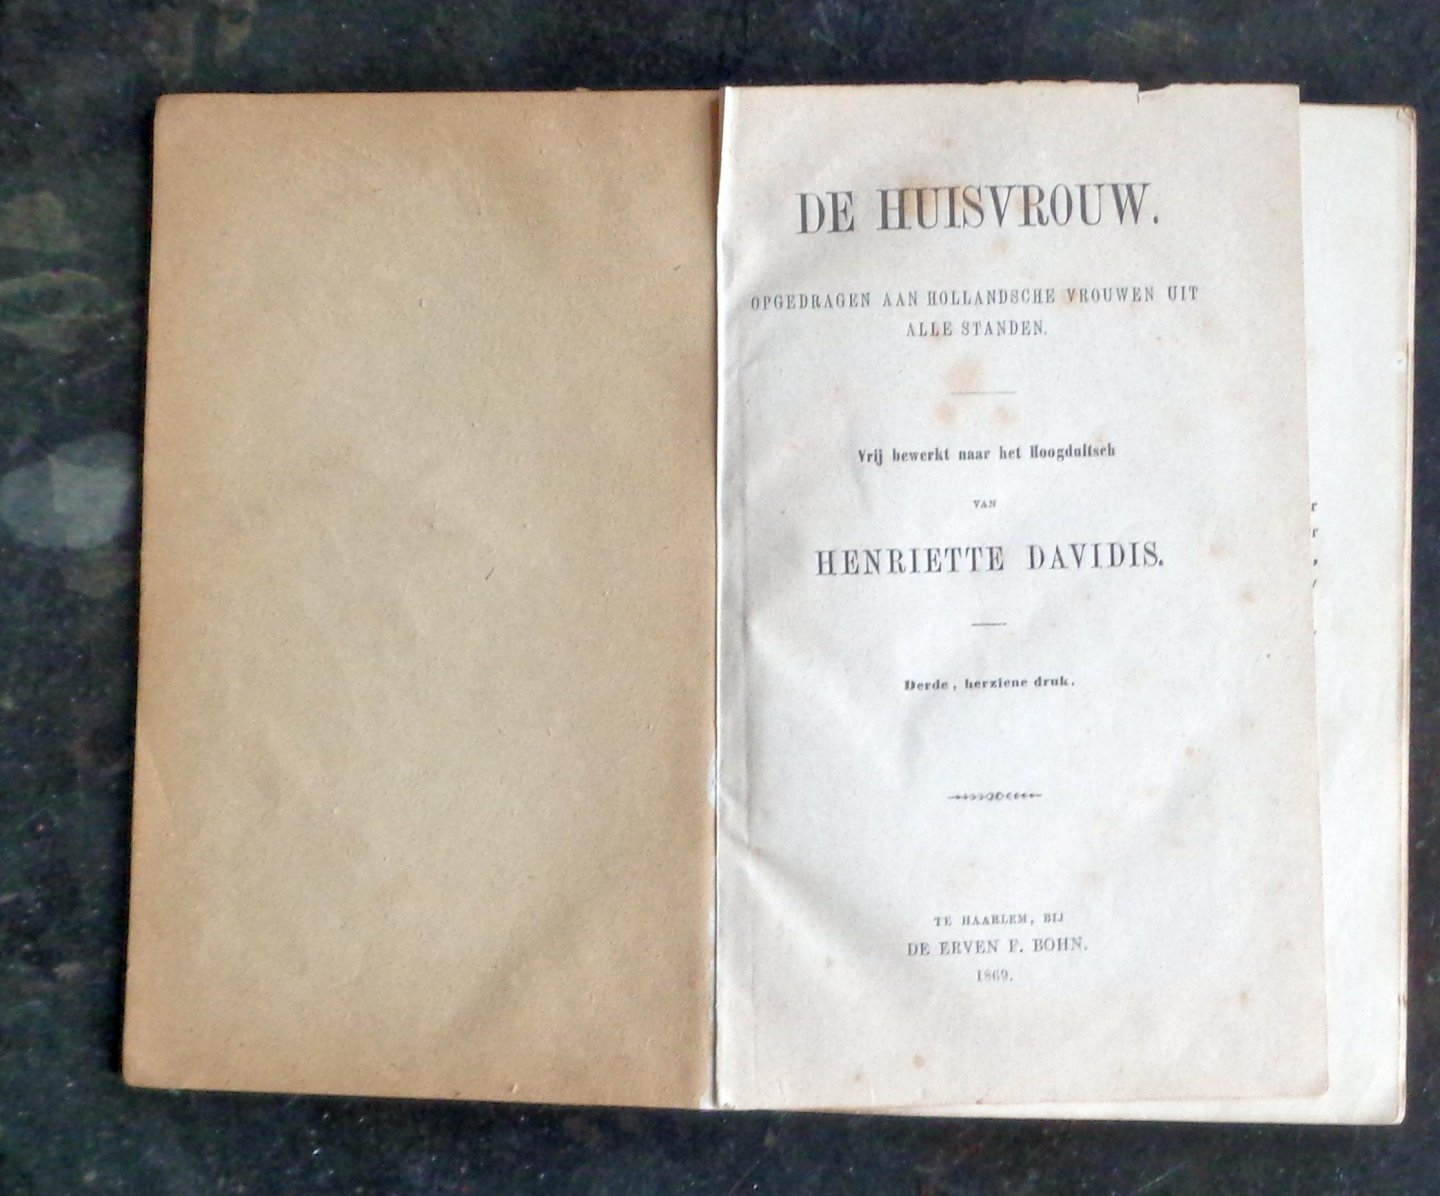 DE HUISVROUW.
OPGEDRAGEN AAN HOLLANDSCHE VROUWEN UIT
ALLE STANDEN.
Vrij bewerkt naar het Hoogduitsch
VAN
HENRIETTE DAVIDIS.
Derde, herziene druk.
TE HAARLEM, BIJ
DE ERVEN F. BOHN.
1869.